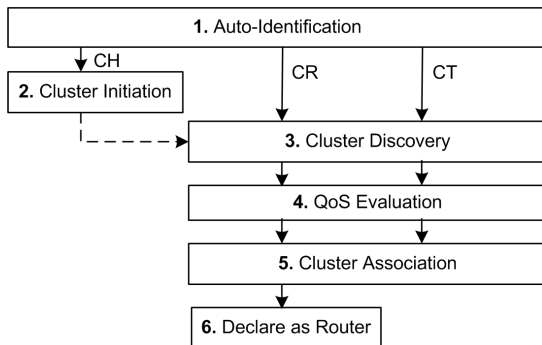 1. Auto-Identification
CH
CR
CT
2. Cluster Initiation
3. Cluster Discovery
4. QoS Evaluation
5. Cluster Association
6. Declare as Router